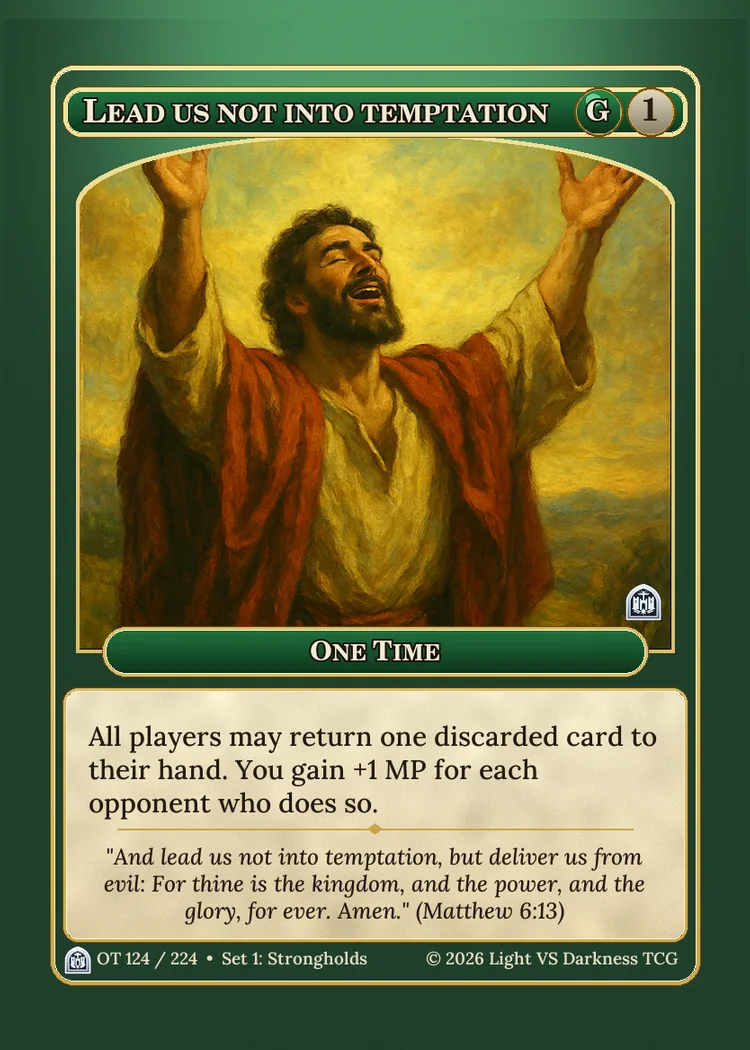 LEAD US NOT INTO TEMPTATION G 1
ONE TIME
All players may return one discarded card to
their hand. You gain +1 MP for each
opponent who does so.
"And lead us not into temptation, but deliver us from
evil: For thine is the kingdom, and the power, and the
glory, for ever. Amen." (Matthew 6:13)
OT 124 / 224 • Set 1: Strongholds © 2026 Light VS Darkness TCG